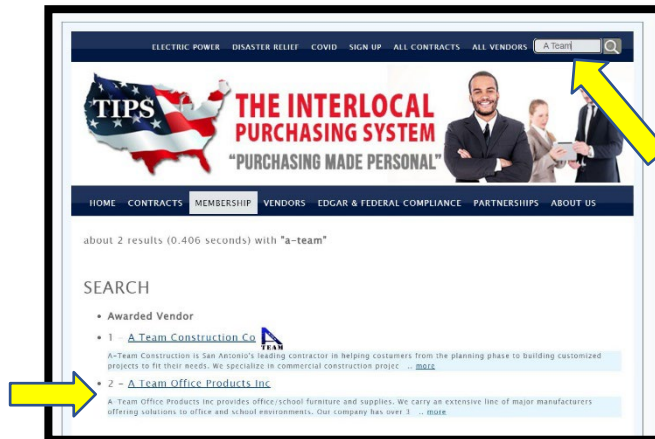 ELECTRIC POWER DISASTER RELIEF COVID SIGN UP ALL CONTRACTS ALL VENDORS A Team
TIPS
THE INTERLOCAL
PURCHASING SYSTEM
"PURCHASING MADE PERSONAL"
HOME CONTRACTS MEMBERSHIP VENDORS EDGAR & FEDERAL COMPLIANCE PARTNERSHIPS ABOUT US
about 2 results (0.406 seconds) with "a-team"
SEARCH
• Awarded Vendor
• 1 – A Team Construction Co A TEAM
A-Team Construction is San Antonio's leading contractor in helping costumers from the planning phase to building customized
projects to fit their needs. We specialize in commercial construction projec .. more
• 2 – A Team Office Products Inc
A Team Office Products Inc provides office/school furniture and supplies. We carry an extensive line of major manufacturers
offering solutions to office and school environments. Our company has over 3 .. more